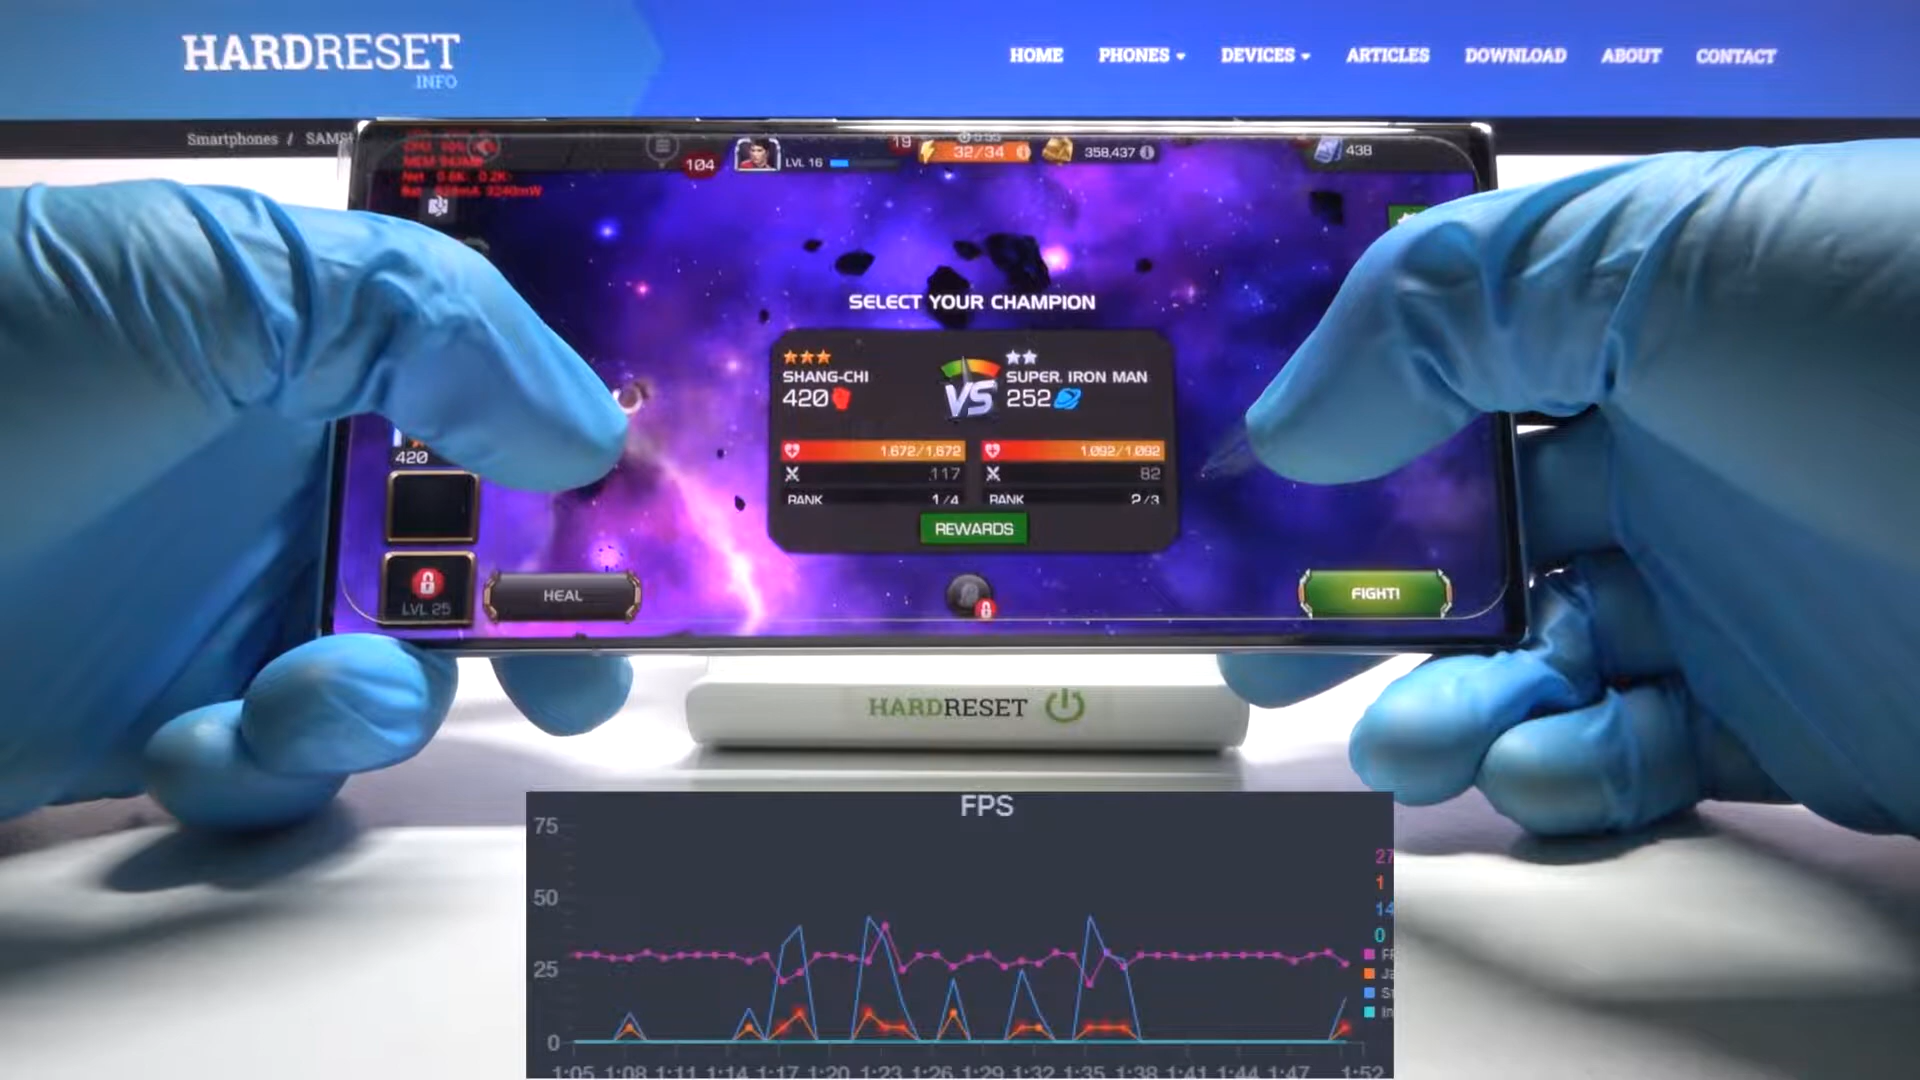 HARDRESET
.INFO
HOME PHONES DEVICES ARTICLES DOWNLOAD ABOUT CONTACT
Smartphones /
104
LVL 16
19
32/34
358,437
438
SELECT YOUR CHAMPION
SHANG-CHI
420
VS
SUPER. IRON MAN
252
1,672/1,672
1,092/1,092
117
82
RANK 1/4
RANK 2/3
REWARDS
420
LVL 25
HEAL
FIGHT!
HARDRESET
FPS
75
50
25
0
27
1
14
0
1:05 1:08 1:11 1:14 1:17 1:20 1:23 1:26 1:29 1:32 1:35 1:38 1:41 1:44 1:47 1:52